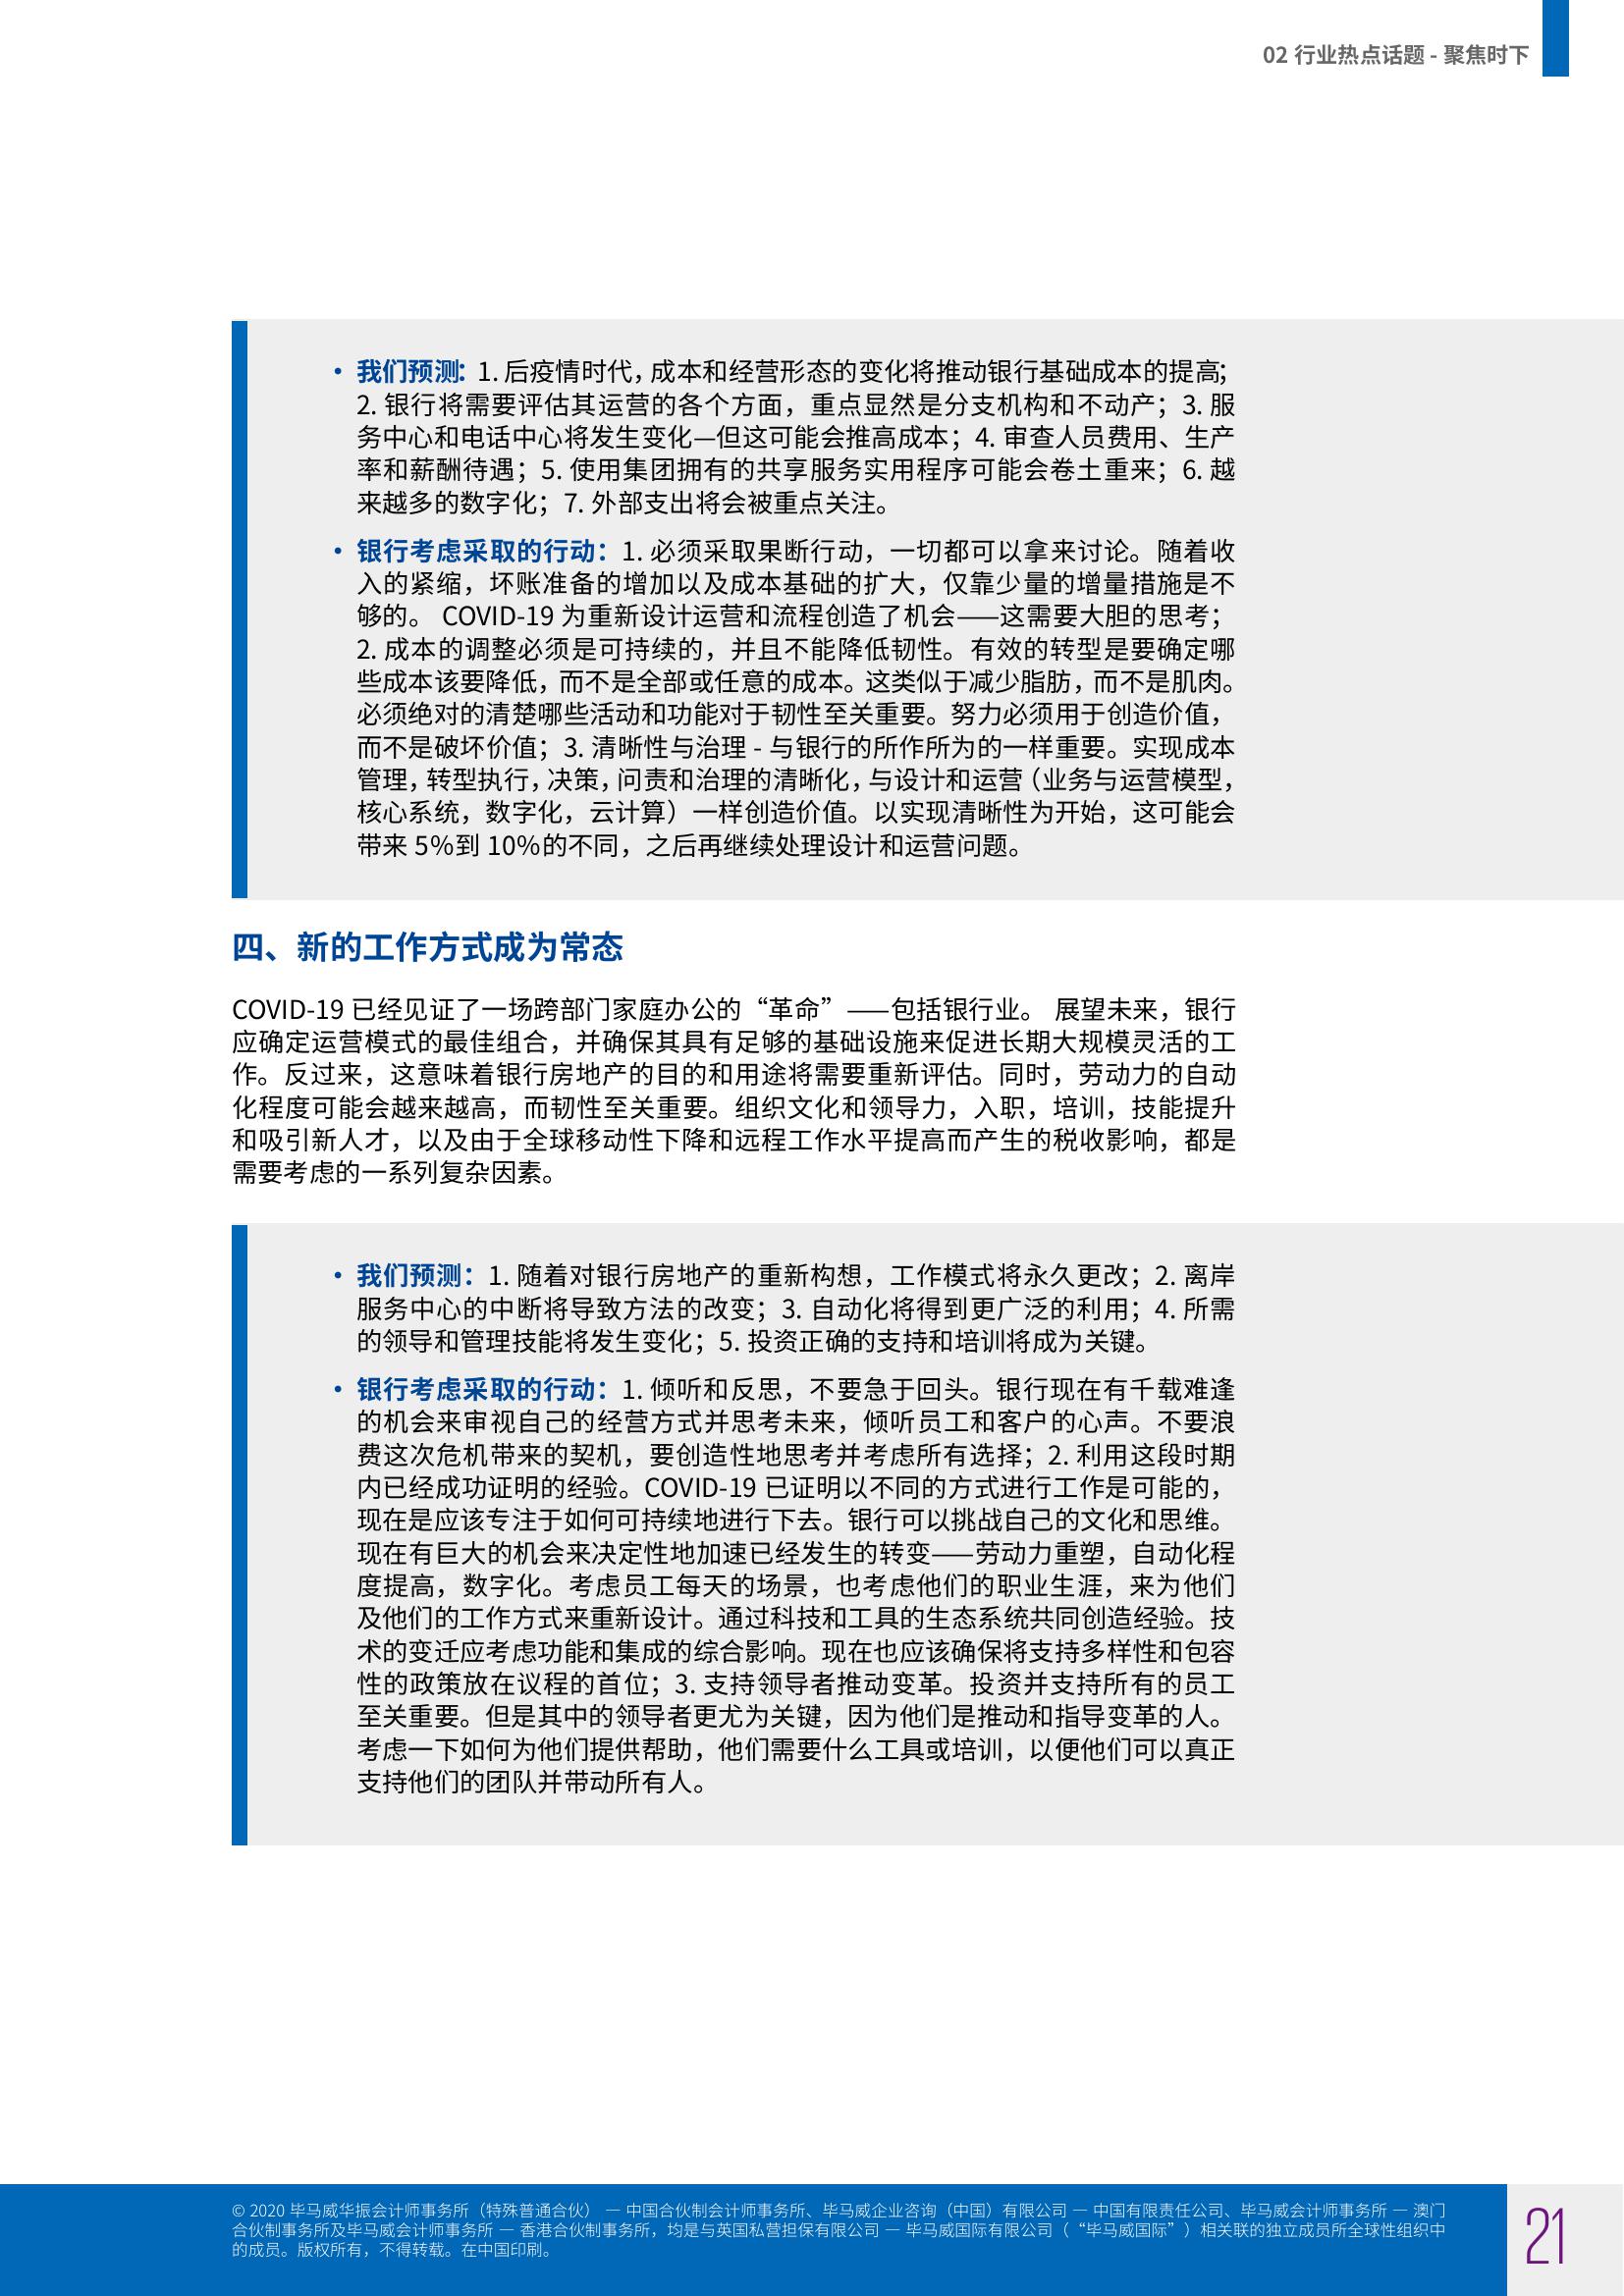 02 行业热点话题 - 聚焦时下
• 我们预测：1. 后疫情时代，成本和经营形态的变化将推动银行基础成本的提高；
2. 银行将需要评估其运营的各个方面，重点显然是分支机构和不动产；3. 服
务中心和电话中心将发生变化—但这可能会推高成本；4. 审查人员费用、生产
率和薪酬待遇；5. 使用集团拥有的共享服务实用程序可能会卷土重来；6. 越
来越多的数字化；7. 外部支出将会被重点关注。
• 银行考虑采取的行动：1. 必须采取果断行动，一切都可以拿来讨论。随着收
入的紧缩，坏账准备的增加以及成本基础的扩大，仅靠少量的增量措施是不
够的。 COVID-19 为重新设计运营和流程创造了机会——这需要大胆的思考；
2. 成本的调整必须是可持续的，并且不能降低韧性。有效的转型是要确定哪
些成本该要降低，而不是全部或任意的成本。这类似于减少脂肪，而不是肌肉。
必须绝对的清楚哪些活动和功能对于韧性至关重要。努力必须用于创造价值，
而不是破坏价值；3. 清晰性与治理 - 与银行的所作所为的一样重要。实现成本
管理，转型执行，决策，问责和治理的清晰化，与设计和运营（业务与运营模型，
核心系统，数字化，云计算）一样创造价值。以实现清晰性为开始，这可能会
带来 5%到 10%的不同，之后再继续处理设计和运营问题。
四、新的工作方式成为常态
COVID-19 已经见证了一场跨部门家庭办公的“革命”——包括银行业。 展望未来，银行
应确定运营模式的最佳组合，并确保其具有足够的基础设施来促进长期大规模灵活的工
作。反过来，这意味着银行房地产的目的和用途将需要重新评估。同时，劳动力的自动
化程度可能会越来越高，而韧性至关重要。组织文化和领导力，入职，培训，技能提升
和吸引新人才，以及由于全球移动性下降和远程工作水平提高而产生的税收影响，都是
需要考虑的一系列复杂因素。
• 我们预测：1. 随着对银行房地产的重新构想，工作模式将永久更改；2. 离岸
服务中心的中断将导致方法的改变；3. 自动化将得到更广泛的利用；4. 所需
的领导和管理技能将发生变化；5. 投资正确的支持和培训将成为关键。
• 银行考虑采取的行动：1. 倾听和反思，不要急于回头。银行现在有千载难逢
的机会来审视自己的经营方式并思考未来，倾听员工和客户的心声。不要浪
费这次危机带来的契机，要创造性地思考并考虑所有选择；2. 利用这段时期
内已经成功证明的经验。COVID-19 已证明以不同的方式进行工作是可能的，
现在是应该专注于如何可持续地进行下去。银行可以挑战自己的文化和思维。
现在有巨大的机会来决定性地加速已经发生的转变——劳动力重塑，自动化程
度提高，数字化。考虑员工每天的场景，也考虑他们的职业生涯，来为他们
及他们的工作方式来重新设计。通过科技和工具的生态系统共同创造经验。技
术的变迁应考虑功能和集成的综合影响。现在也应该确保将支持多样性和包容
性的政策放在议程的首位；3. 支持领导者推动变革。投资并支持所有的员工
至关重要。但是其中的领导者更尤为关键，因为他们是推动和指导变革的人。
考虑一下如何为他们提供帮助，他们需要什么工具或培训，以便他们可以真正
支持他们的团队并带动所有人。
© 2020 毕马威华振会计师事务所（特殊普通合伙） — 中国合伙制会计师事务所、毕马威企业咨询（中国）有限公司 — 中国有限责任公司、毕马威会计师事务所 — 澳门
合伙制事务所及毕马威会计师事务所 — 香港合伙制事务所，均是与英国私营担保有限公司 — 毕马威国际有限公司（ “毕马威国际” ）相关联的独立成员所全球性组织中
的成员。版权所有，不得转载。在中国印刷。
21